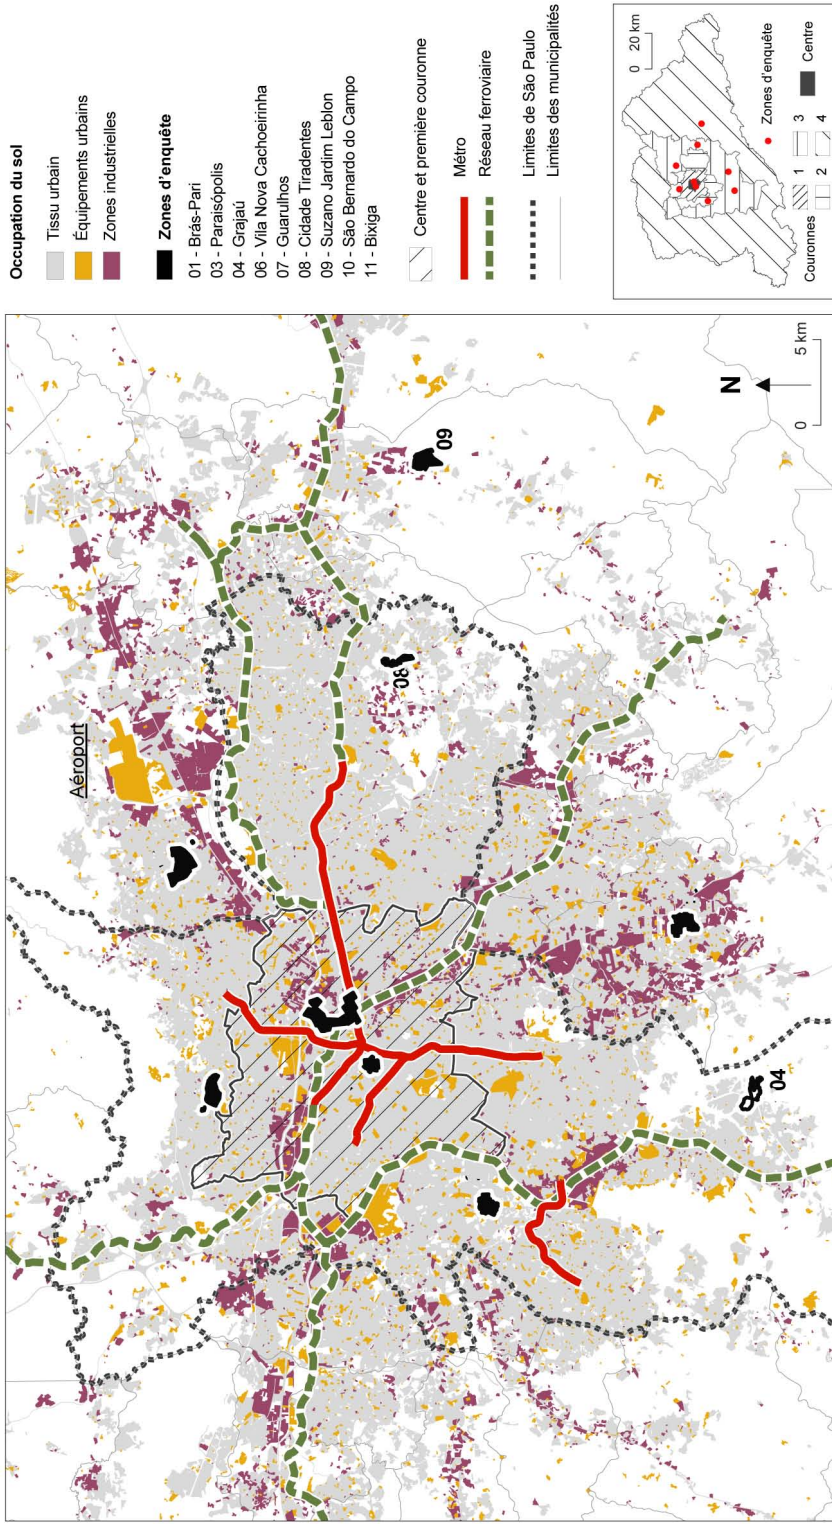 Occupation du sol
Tissu urbain
Équipements urbains
Zones industrielles
Zones d'enquête
01 - Brás-Pari
03 - Paraisópolis
04 - Grajaú
06 - Vila Nova Cachoeirinha
07 - Guarulhos
08 - Cidade Tiradentes
09 - Suzano Jardim Leblon
10 - São Bernardo do Campo
11 - Bixiga
Centre et première couronne
Métro
Réseau ferroviaire
Limites de São Paulo
Limites des municipalités
Aéroport
08
09
04
N
0 5 km
0 20 km
Couronnes
1 3
2 4
Zones d'enquête
Centre